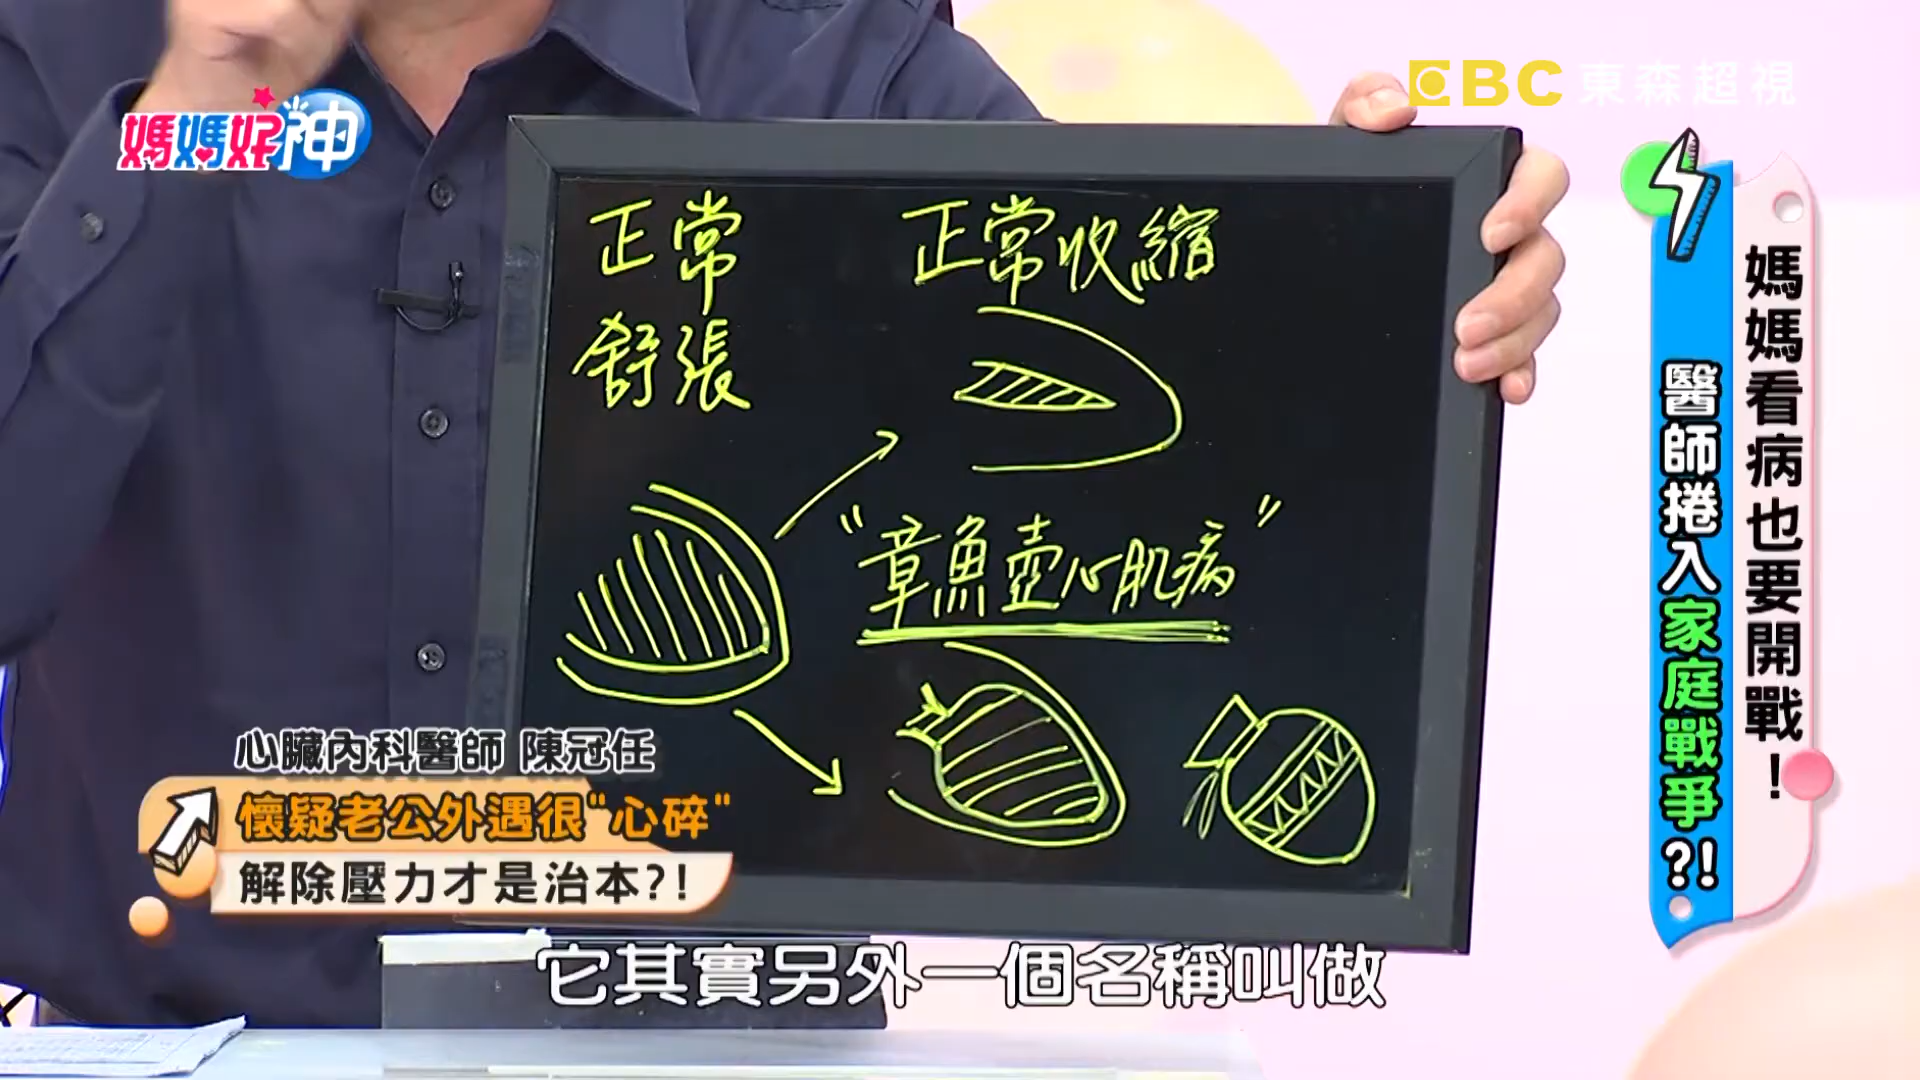 媽媽好神
EBC 東森超視
正常
舒張
正常收縮
"章魚壺心肌病"
媽媽看病也要開戰！
醫師捲入家庭戰爭?!
心臟內科醫師 陳冠任
懷疑老公外遇很"心碎"
解除壓力才是治本?!
它其實另外一個名稱叫做